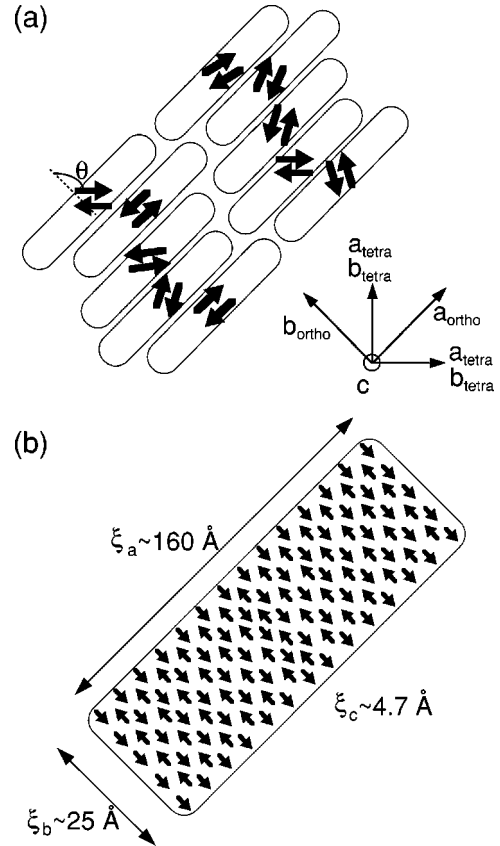 (a)
θ
a_tetra
b_tetra
b_ortho
a_ortho
a_tetra
b_tetra
c
(b)
ξ_a~160 Å
ξ_c~4.7 Å
ξ_b~25 Å